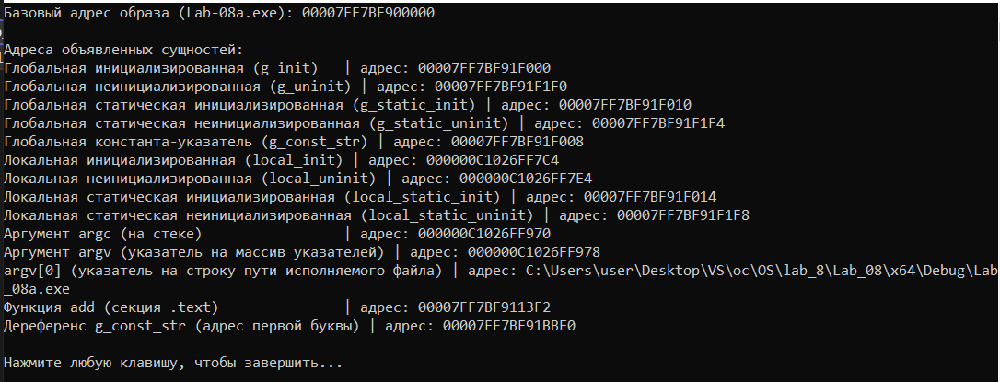 Базовый адрес образа (Lab-08a.exe): 00007FF7BF900000
Адреса объявленных сущностей:
Глобальная инициализированная (g_init)   | адрес: 00007FF7BF91F000
Глобальная неинициализированная (g_uninit) | адрес: 00007FF7BF91F1F0
Глобальная статическая инициализированная (g_static_init) | адрес: 00007FF7BF91F010
Глобальная статическая неинициализированная (g_static_uninit) | адрес: 00007FF7BF91F1F4
Глобальная константа-указатель (g_const_str) | адрес: 00007FF7BF91F008
Локальная инициализированная (local_init) | адрес: 000000C1026FF7C4
Локальная неинициализированная (local_uninit) | адрес: 000000C1026FF7E4
Локальная статическая инициализированная (local_static_init) | адрес: 00007FF7BF91F014
Локальная статическая неинициализированная (local_static_uninit) | адрес: 00007FF7BF91F1F8
Аргумент argc (на стеке)                 | адрес: 000000C1026FF970
Аргумент argv (указатель на массив указателей) | адрес: 000000C1026FF978
argv[0] (указатель на строку пути исполняемого файла) | адрес: C:\Users\user\Desktop\VS\oc\OS\lab_8\Lab_08\x64\Debug\Lab
_08a.exe
Функция add (секция .text)               | адрес: 00007FF7BF9113F2
Дереференс g_const_str (адрес первой буквы) | адрес: 00007FF7BF91BBE0
Нажмите любую клавишу, чтобы завершить...